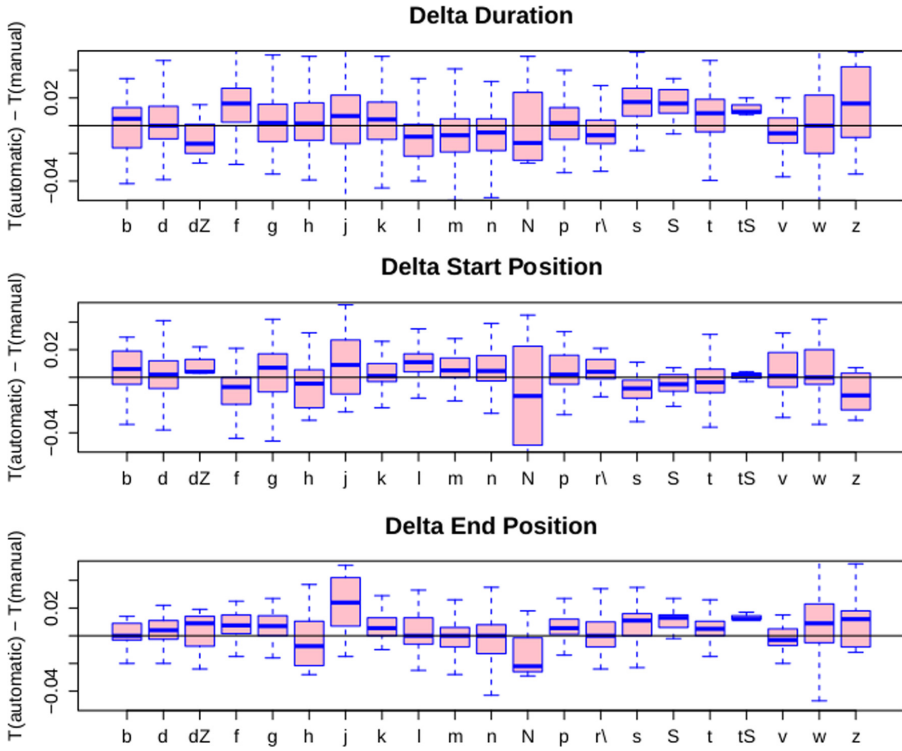 Delta Duration
T(automatic) − T(manual)
0.02
−0.04
b d dZ f g h j k l m n N p r\ s S t tS v w z
Delta Start Position
T(automatic) − T(manual)
0.02
−0.04
b d dZ f g h j k l m n N p r\ s S t tS v w z
Delta End Position
T(automatic) − T(manual)
0.02
−0.04
b d dZ f g h j k l m n N p r\ s S t tS v w z